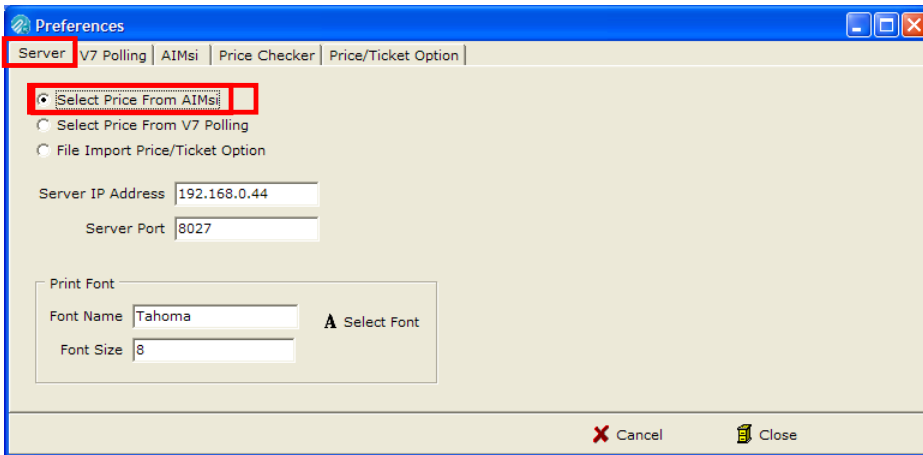 Preferences
Server V7 Polling AIMsi Price Checker Price/Ticket Option
Select Price From AIMsi
Select Price From V7 Polling
File Import Price/Ticket Option
Server IP Address 192.168.0.44
Server Port 8027
Print Font
Font Name Tahoma A Select Font
Font Size 8
Cancel Close